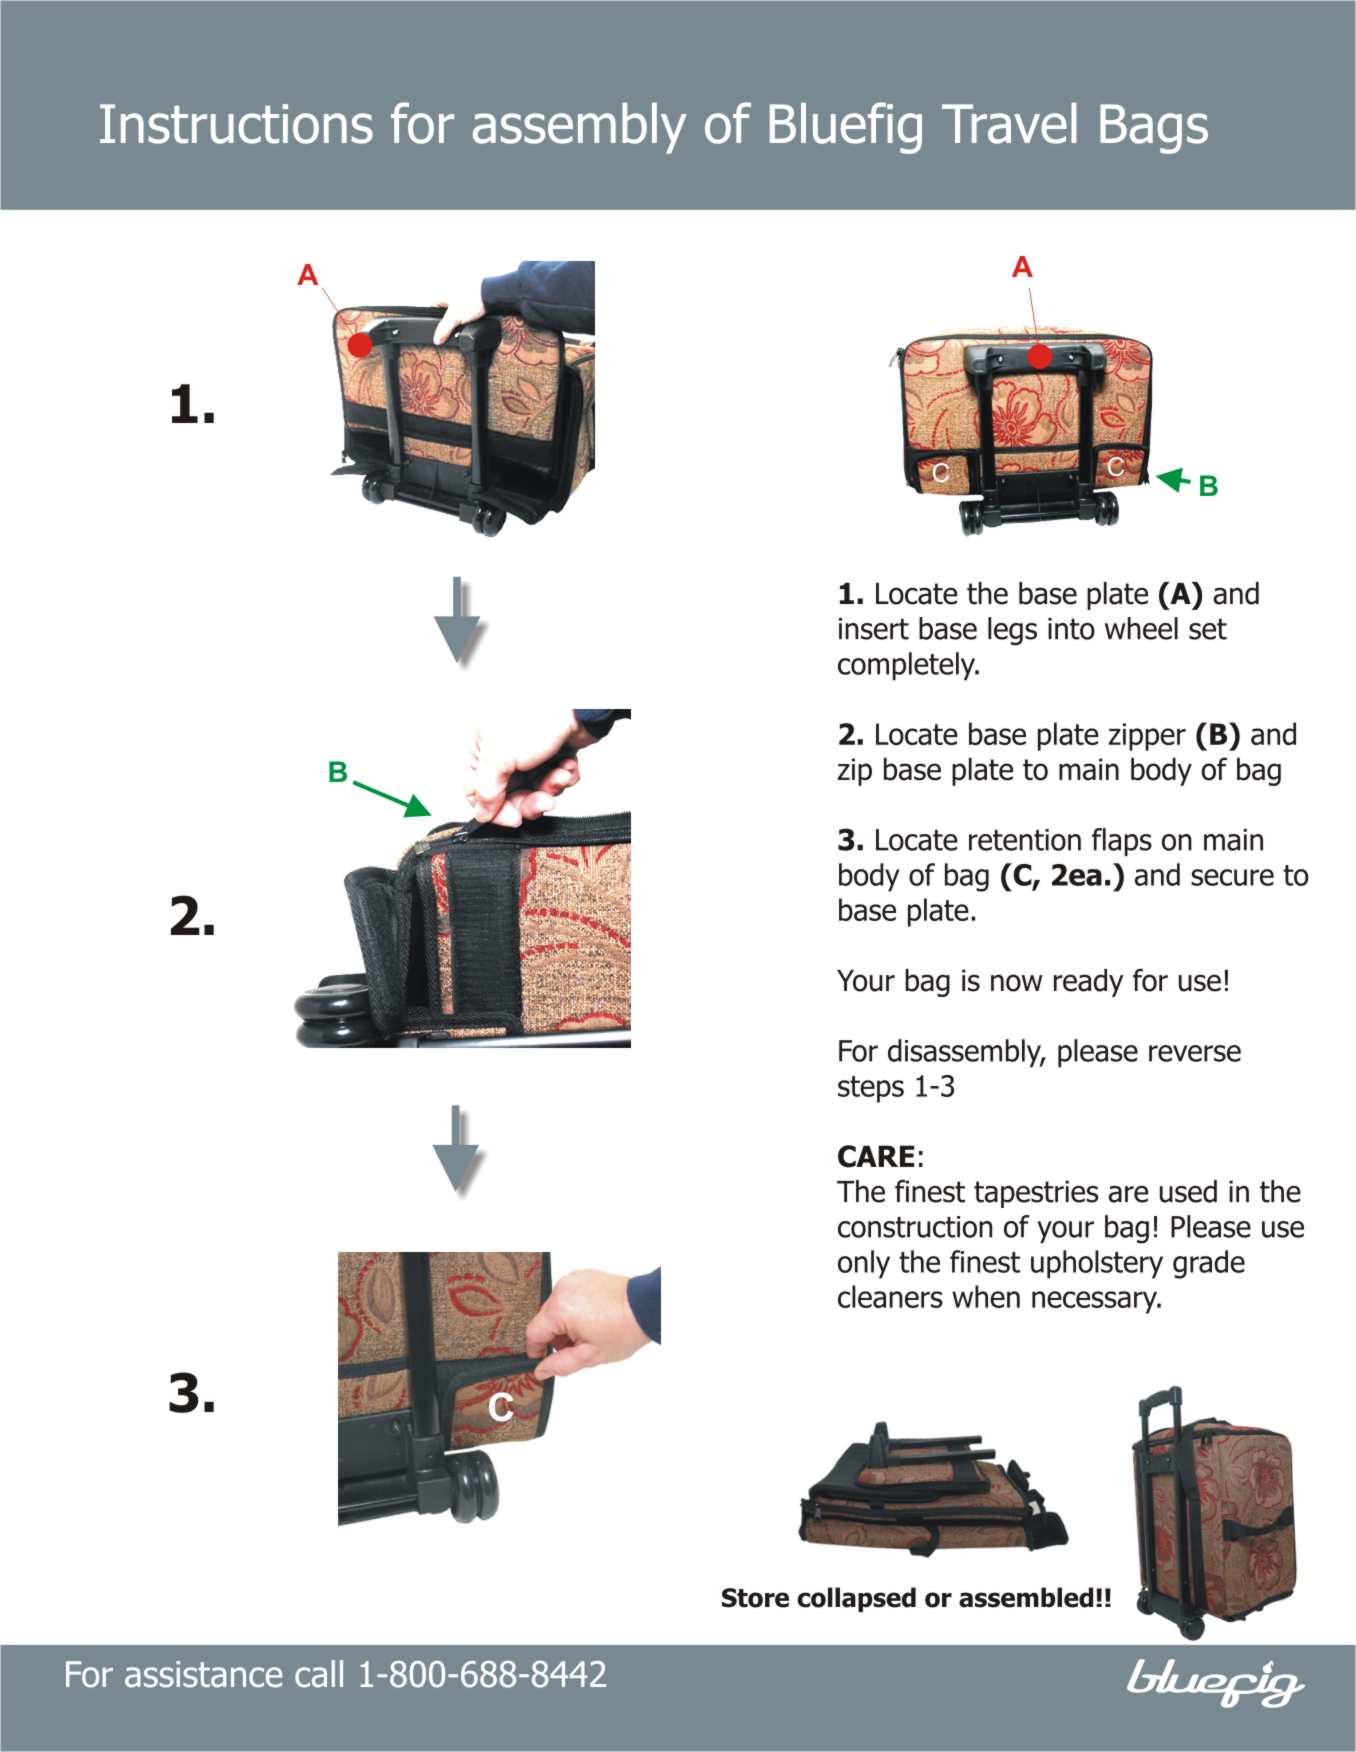 Instructions for assembly of Bluefig Travel Bags
A
1.
A
C
C
B
B
2.
3.
C
1. Locate the base plate (A) and
insert base legs into wheel set
completely.
2. Locate base plate zipper (B) and
zip base plate to main body of bag
3. Locate retention flaps on main
body of bag (C, 2ea.) and secure to
base plate.
Your bag is now ready for use!
For disassembly, please reverse
steps 1-3
CARE:
The finest tapestries are used in the
construction of your bag! Please use
only the finest upholstery grade
cleaners when necessary.
Store collapsed or assembled!!
For assistance call 1-800-688-8442
bluefig